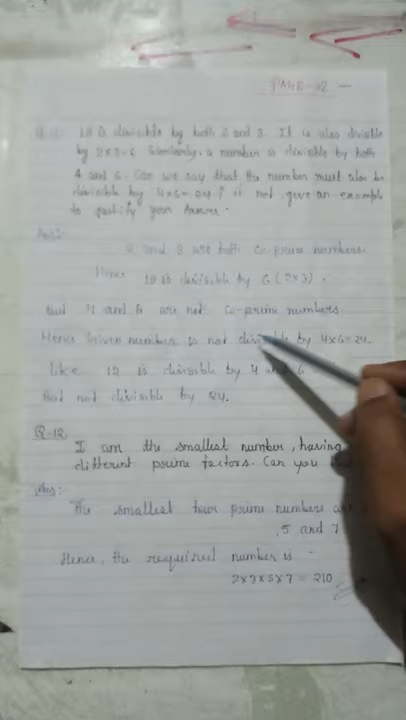 PAGE-32
Q.11. 18 is divisible by both 2 and 3. It is also divisible
by 2×3=6 Similarly, a number is divisible by both
4 and 6. Can we say that the number must also be
divisible by 4×6=24? if not, give an example
to justify your Answer.
Ans:-
2 and 3 are both co-prime numbers.
Hence 18 is divisible by 6 (2×3).
But 4 and 6 are not co-prime numbers.
Hence Given number is not divisible by 4×6=24.
Like 12 is divisible by 4 and 6
But not divisible by 24.
Q-12. I am the smallest number, having
different prime factors. Can you
Ans:-
The smallest four prime numbers are
,5 and 7
Hence, the required number is -
2×3×5×7 = 210